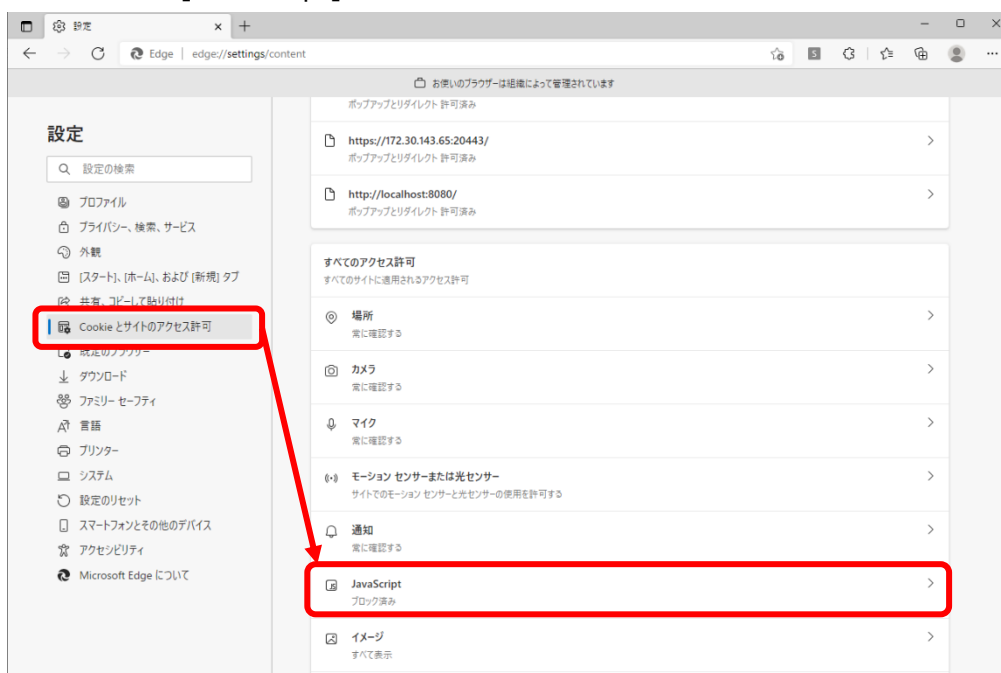 設定
Edge | edge://settings/content
5
お使いのブラウザーは組織によって管理されています
設定
設定の検索
プロファイル
プライバシー、検索、サービス
外観
[スタート]、[ホーム]、および [新規] タブ
共有、コピーして貼り付け
Cookie とサイトのアクセス許可
既定のブラウザー
ダウンロード
ファミリー セーフティ
言語
プリンター
システム
設定のリセット
スマートフォンとその他のデバイス
アクセシビリティ
Microsoft Edge について
ポップアップとリダイレクト 許可済み
https://172.30.143.65:20443/
ポップアップとリダイレクト 許可済み
http://localhost:8080/
ポップアップとリダイレクト 許可済み
すべてのアクセス許可
すべてのサイトに適用されるアクセス許可
場所
常に確認する
カメラ
常に確認する
マイク
常に確認する
モーション センサーまたは光センサー
サイトでのモーション センサーと光センサーの使用を許可する
通知
常に確認する
JavaScript
ブロック済み
イメージ
すべて表示